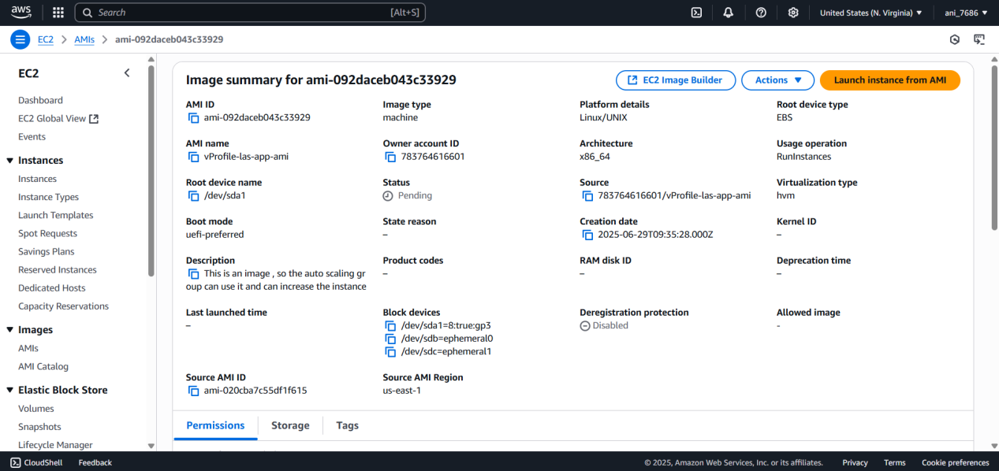 aws
Search [Alt+S]
United States (N. Virginia) ▼ ani_7686 ▼
EC2 > AMIs > ami-092daceb043c33929
EC2
Dashboard
EC2 Global View
Events
▼ Instances
Instances
Instance Types
Launch Templates
Spot Requests
Savings Plans
Reserved Instances
Dedicated Hosts
Capacity Reservations
▼ Images
AMIs
AMI Catalog
▼ Elastic Block Store
Volumes
Snapshots
Lifecycle Manager
Image summary for ami-092daceb043c33929
EC2 Image Builder Actions ▼ Launch instance from AMI
AMI ID
ami-092daceb043c33929
Image type
machine
Platform details
Linux/UNIX
Root device type
EBS
AMI name
vProfile-las-app-ami
Owner account ID
783764616601
Architecture
x86_64
Usage operation
RunInstances
Root device name
/dev/sda1
Status
Pending
Source
783764616601/vProfile-las-app-ami
Virtualization type
hvm
Boot mode
uefi-preferred
State reason
–
Creation date
2025-06-29T09:35:28.000Z
Kernel ID
–
Description
This is an image , so the auto scaling gr
oup can use it and can increase the instance
Product codes
–
RAM disk ID
–
Deprecation time
–
Last launched time
–
Block devices
/dev/sda1=8:true:gp3
/dev/sdb=ephemeral0
/dev/sdc=ephemeral1
Deregistration protection
Disabled
Allowed image
-
Source AMI ID
ami-020cba7c55df1f615
Source AMI Region
us-east-1
Permissions Storage Tags
CloudShell Feedback
© 2025, Amazon Web Services, Inc. or its affiliates. Privacy Terms Cookie preferences